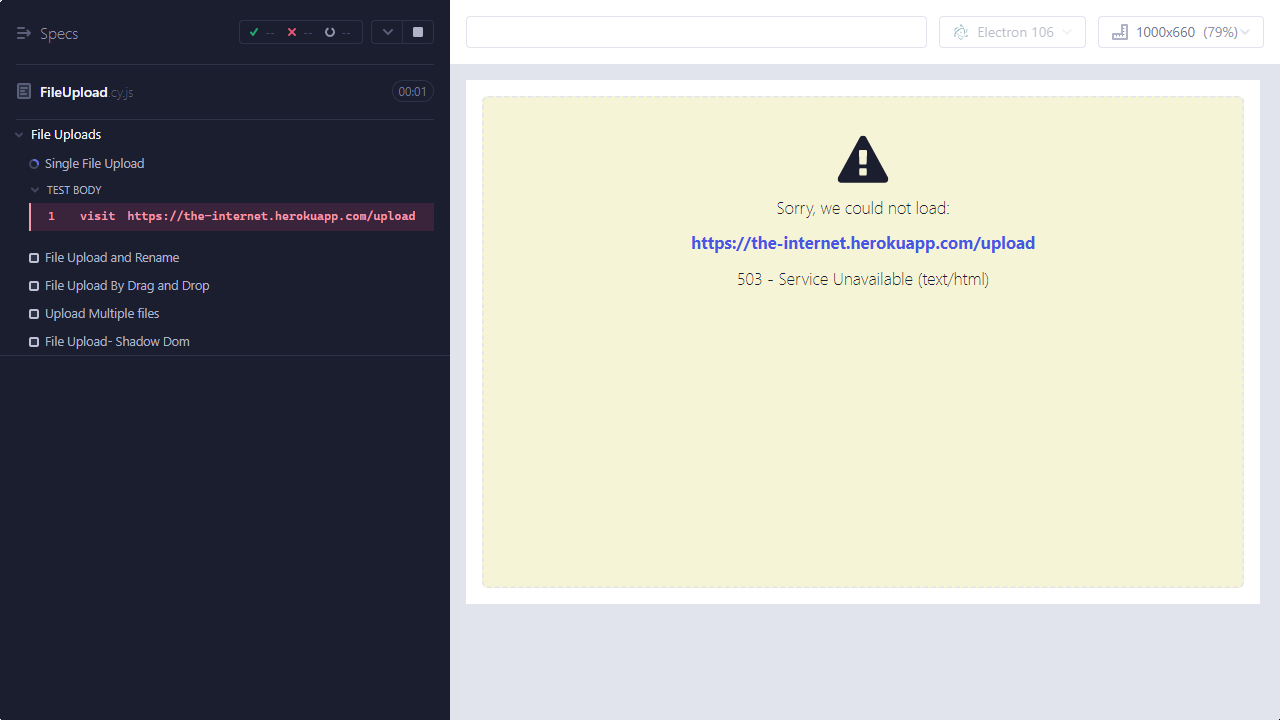 Specs
-- -- --
FileUpload.cy.js
00:01
File Uploads
Single File Upload
TEST BODY
1 visit https://the-internet.herokuapp.com/upload
File Upload and Rename
File Upload By Drag and Drop
Upload Multiple files
File Upload- Shadow Dom
Electron 106
1000x660 (79%)
Sorry, we could not load:
https://the-internet.herokuapp.com/upload
503 - Service Unavailable (text/html)